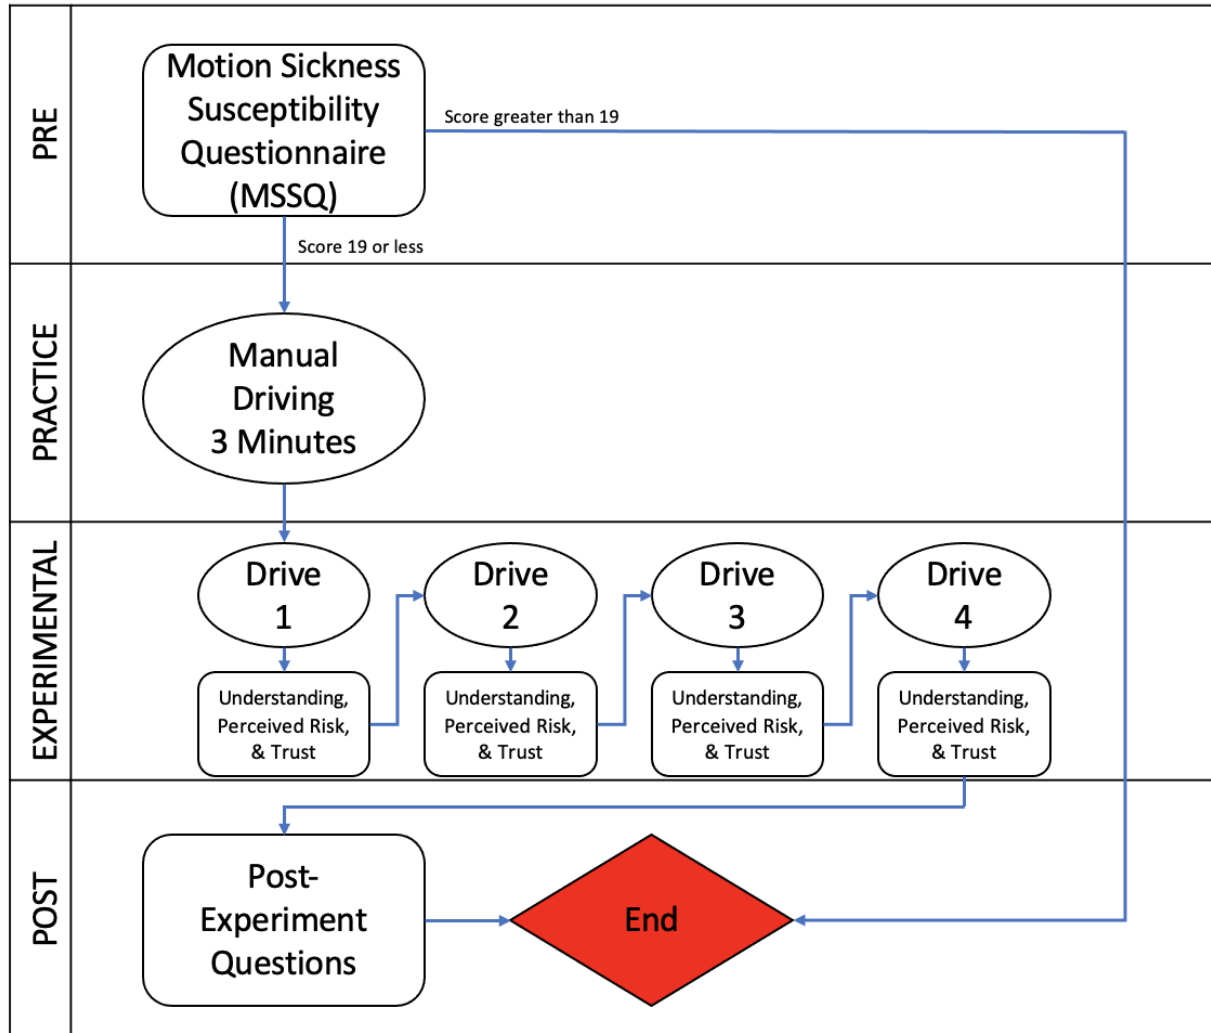 PRE
Motion Sickness
Susceptibility
Questionnaire
(MSSQ)
Score greater than 19
Score 19 or less
PRACTICE
Manual
Driving
3 Minutes
EXPERIMENTAL
Drive
1
Drive
2
Drive
3
Drive
4
Understanding,
Perceived Risk,
& Trust
Understanding,
Perceived Risk,
& Trust
Understanding,
Perceived Risk,
& Trust
Understanding,
Perceived Risk,
& Trust
POST
Post-
Experiment
Questions
End